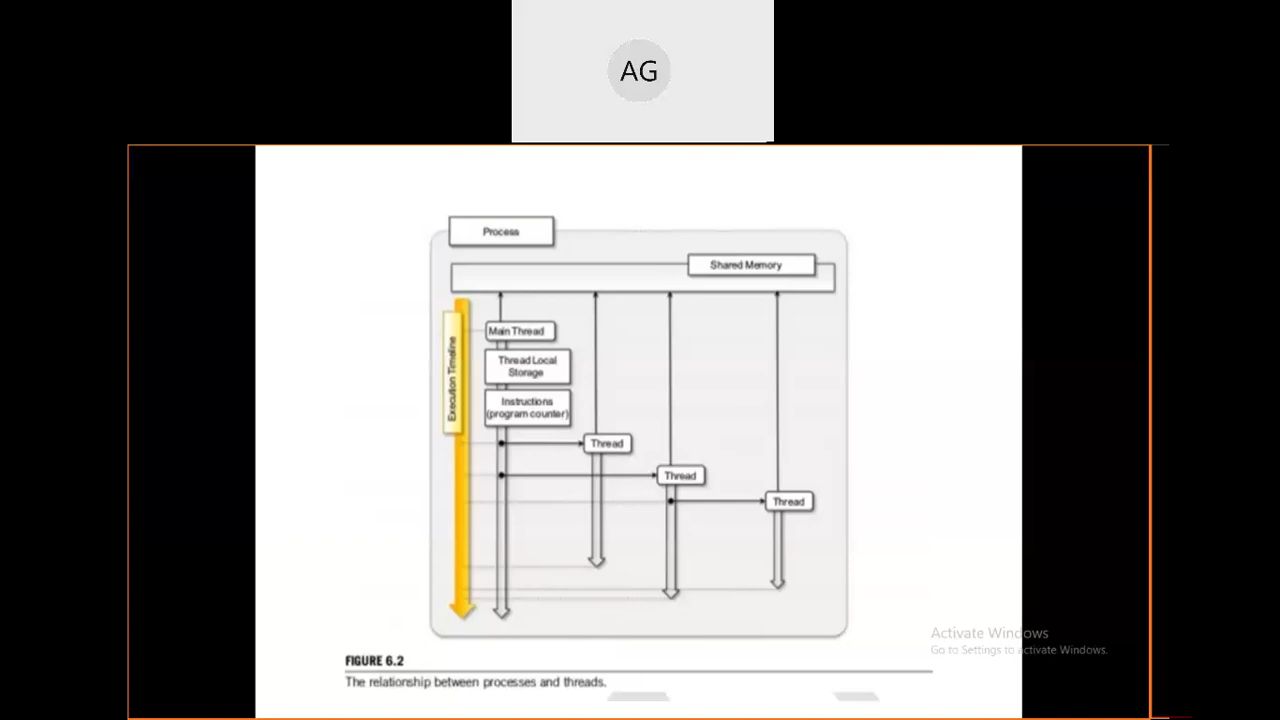 AG
Process
Shared Memory
Execution Timeline
Main Thread
Thread Local
Storage
Instructions
(program counter)
Thread
Thread
Thread
Activate Windows
Go to Settings to activate Windows.
FIGURE 6.2
The relationship between processes and threads.